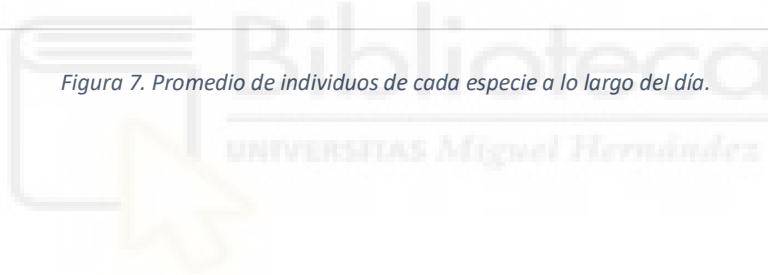 Biblioteca
Figura 7. Promedio de individuos de cada especie a lo largo del día.
UNIVERSITAS Miguel Hernández